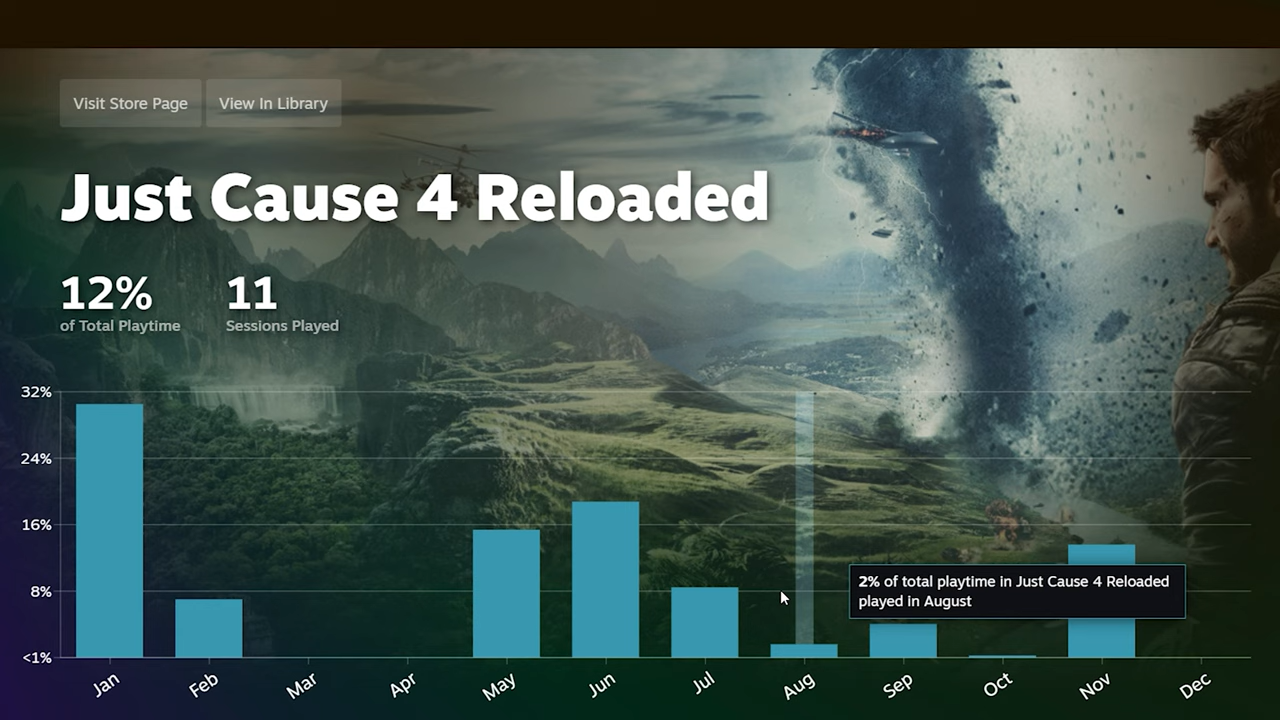 Visit Store Page View In Library
Just Cause 4 Reloaded
12% 11
of Total Playtime Sessions Played
32%
24%
16%
8%
2% of total playtime in Just Cause 4 Reloaded
played in August
<1%
Jan Feb Mar Apr May Jun Jul Aug Sep Oct Nov Dec